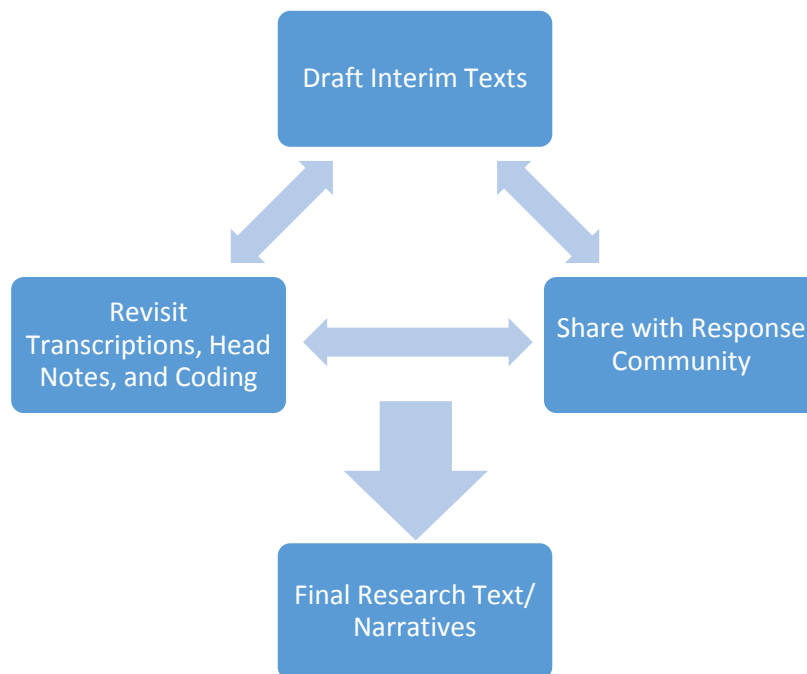 Draft Interim Texts
Revisit
Transcriptions, Head
Notes, and Coding
Share with Response
Community
Final Research Text/
Narratives